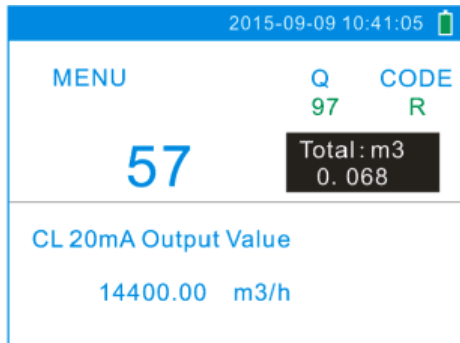 2015-09-09 10:41:05
MENU Q CODE
97 R
57 Total:m3
0.068
CL 20mA Output Value
14400.00 m3/h